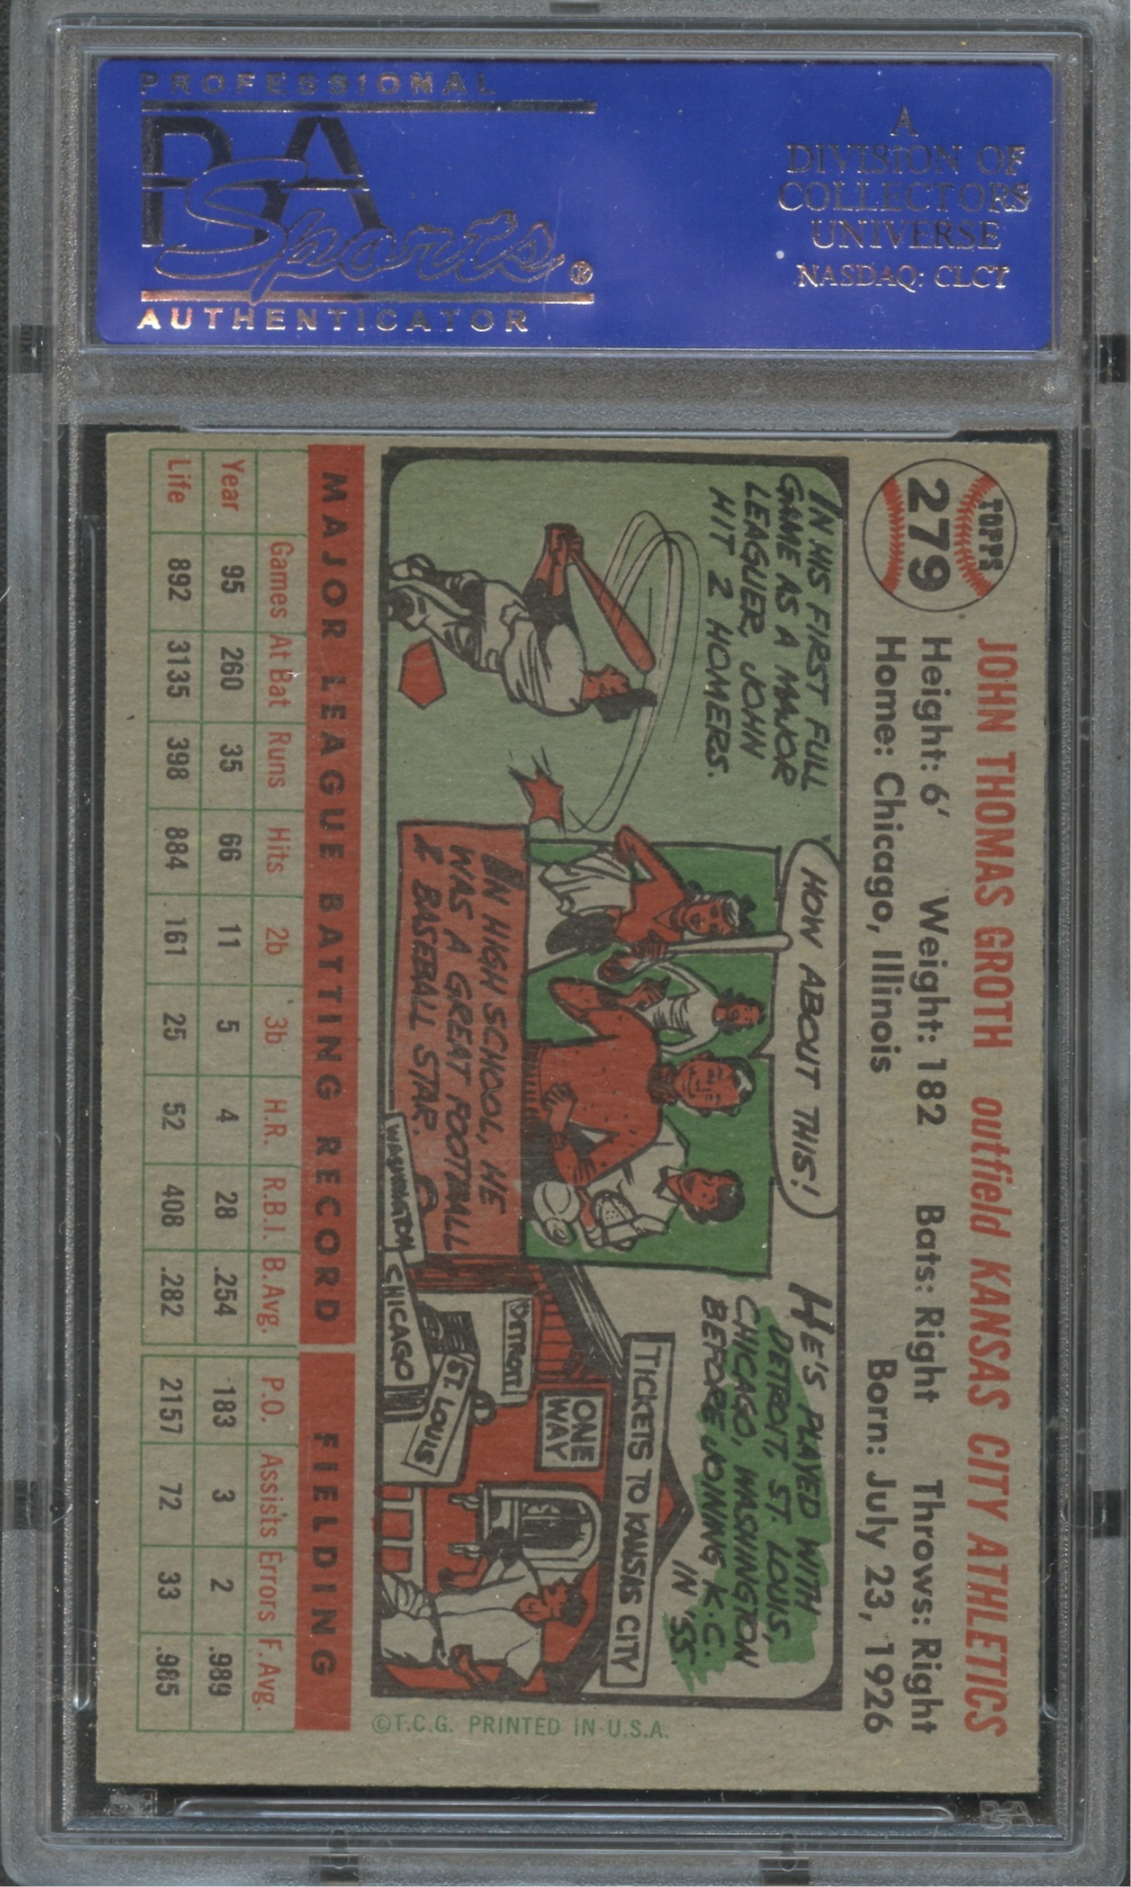 PROFESSIONAL
PSA
Sports®
AUTHENTICATOR
A
DIVISION OF
COLLECTORS
UNIVERSE
NASDAQ: CLCT
TOPPS
279
JOHN THOMAS GROTH outfield KANSAS CITY ATHLETICS
Height: 6' Weight: 182 Bats: Right Throws: Right
Home: Chicago, Illinois Born: July 23, 1926
IN HIS FIRST FULL
GAME AS A MAJOR
LEAGUER, JOHN
HIT 2 HOMERS.
HOW ABOUT THIS!
IN HIGH SCHOOL, HE
WAS A GREAT FOOTBALL
& BASEBALL STAR.
HE'S PLAYED WITH
DETROIT, ST. LOUIS,
CHICAGO, WASHINGTON
BEFORE JOINING K.C.
IN '55.
TICKETS TO KANSAS CITY
ONE
WAY
DETROIT
ST. LOUIS
WASHINGTON
CHICAGO
©T.C.G. PRINTED IN U.S.A.
MAJOR LEAGUE BATTING RECORD FIELDING
Games At Bat Runs Hits 2b 3b H.R. R.B.I. B.Avg. P.O. Assists Errors F.Avg.
Year 95 260 35 66 11 5 4 28 .254 183 3 2 .989
Life 892 3135 398 884 161 25 52 408 .282 2157 72 33 .985
PSA